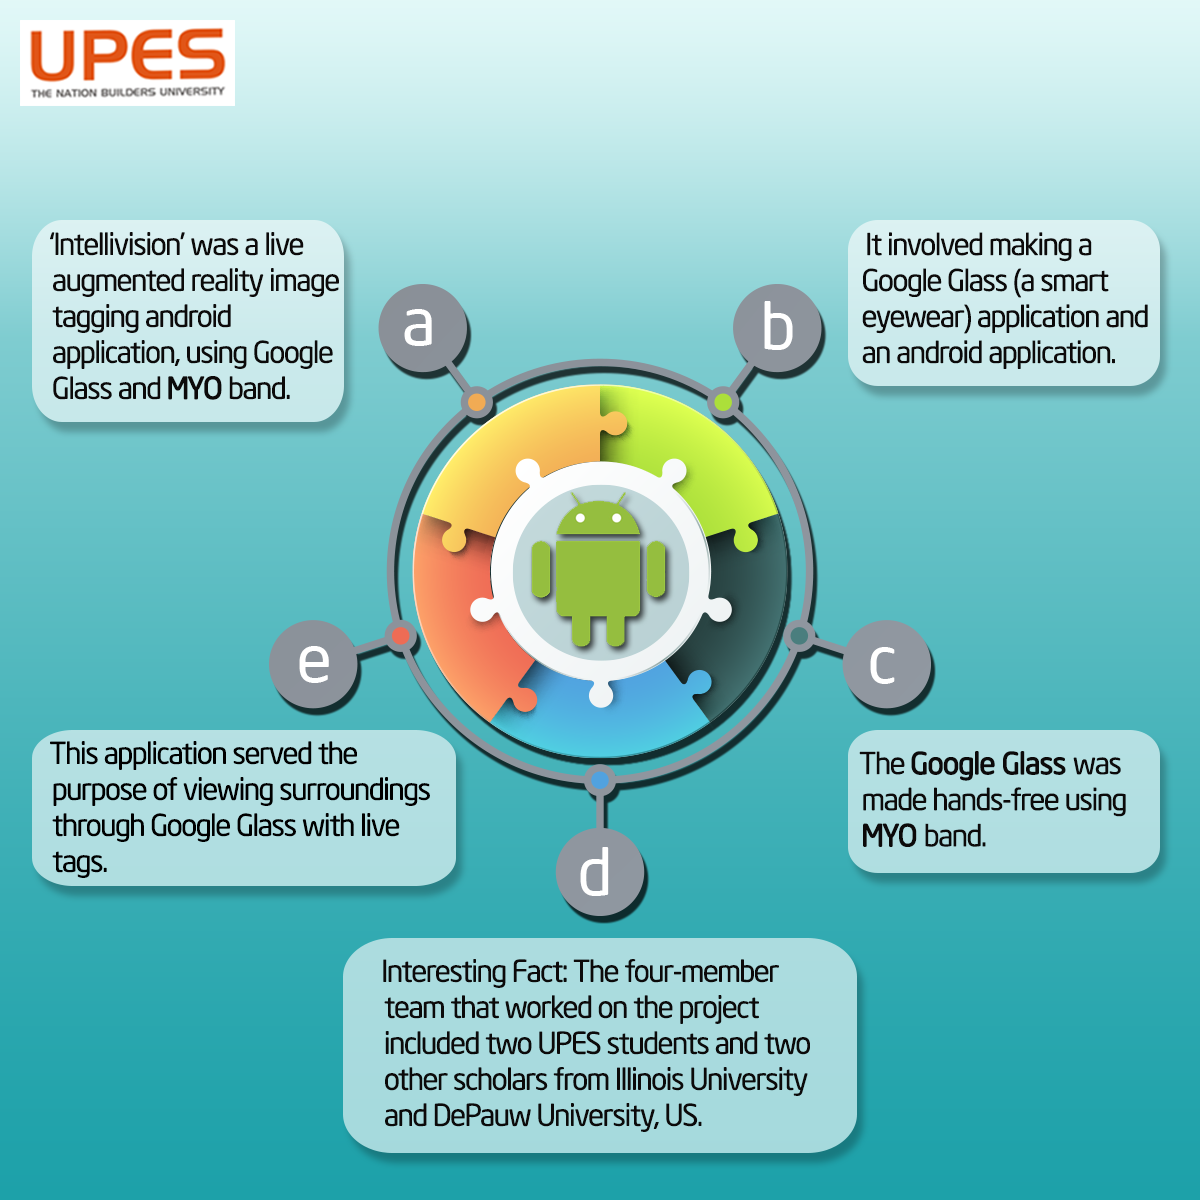 UPES
THE NATION BUILDERS UNIVERSITY
a
‘Intellivision’ was a live
augmented reality image
tagging android
application, using Google
Glass and MYO band.
b
It involved making a
Google Glass (a smart
eyewear) application and
an android application.
c
The Google Glass was
made hands-free using
MYO band.
d
Interesting Fact: The four-member
team that worked on the project
included two UPES students and two
other scholars from Illinois University
and DePauw University, US.
e
This application served the
purpose of viewing surroundings
through Google Glass with live
tags.